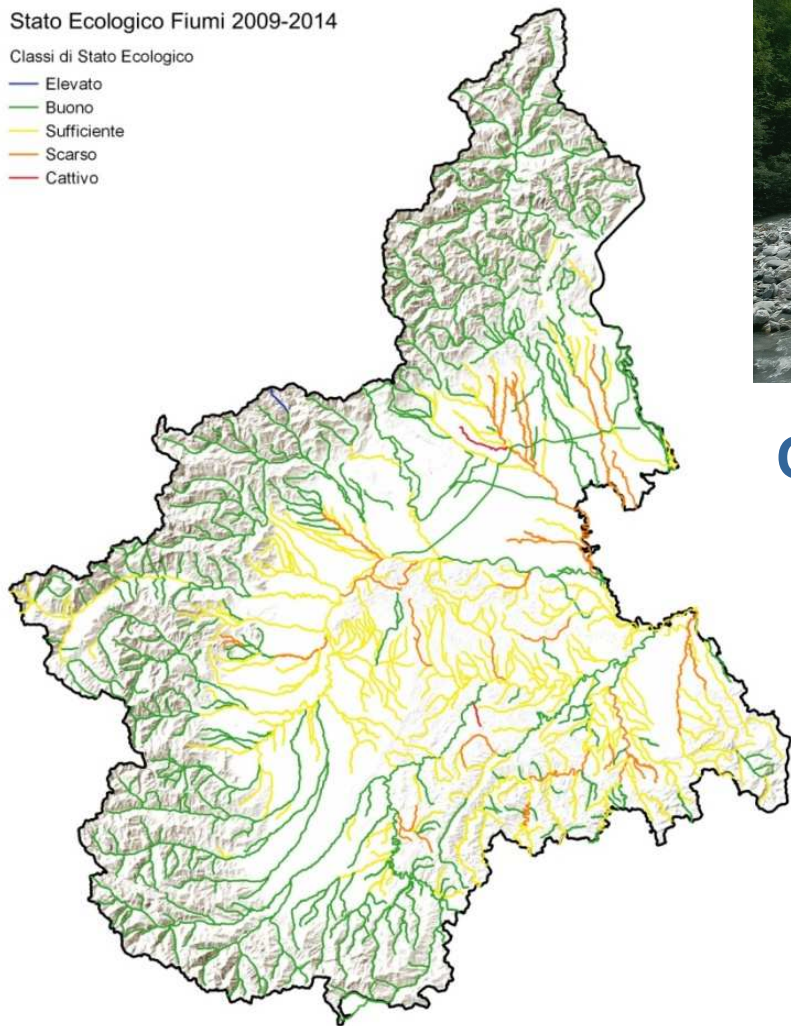 Stato Ecologico Fiumi 2009-2014
Classi di Stato Ecologico
Elevato
Buono
Sufficiente
Scarso
Cattivo